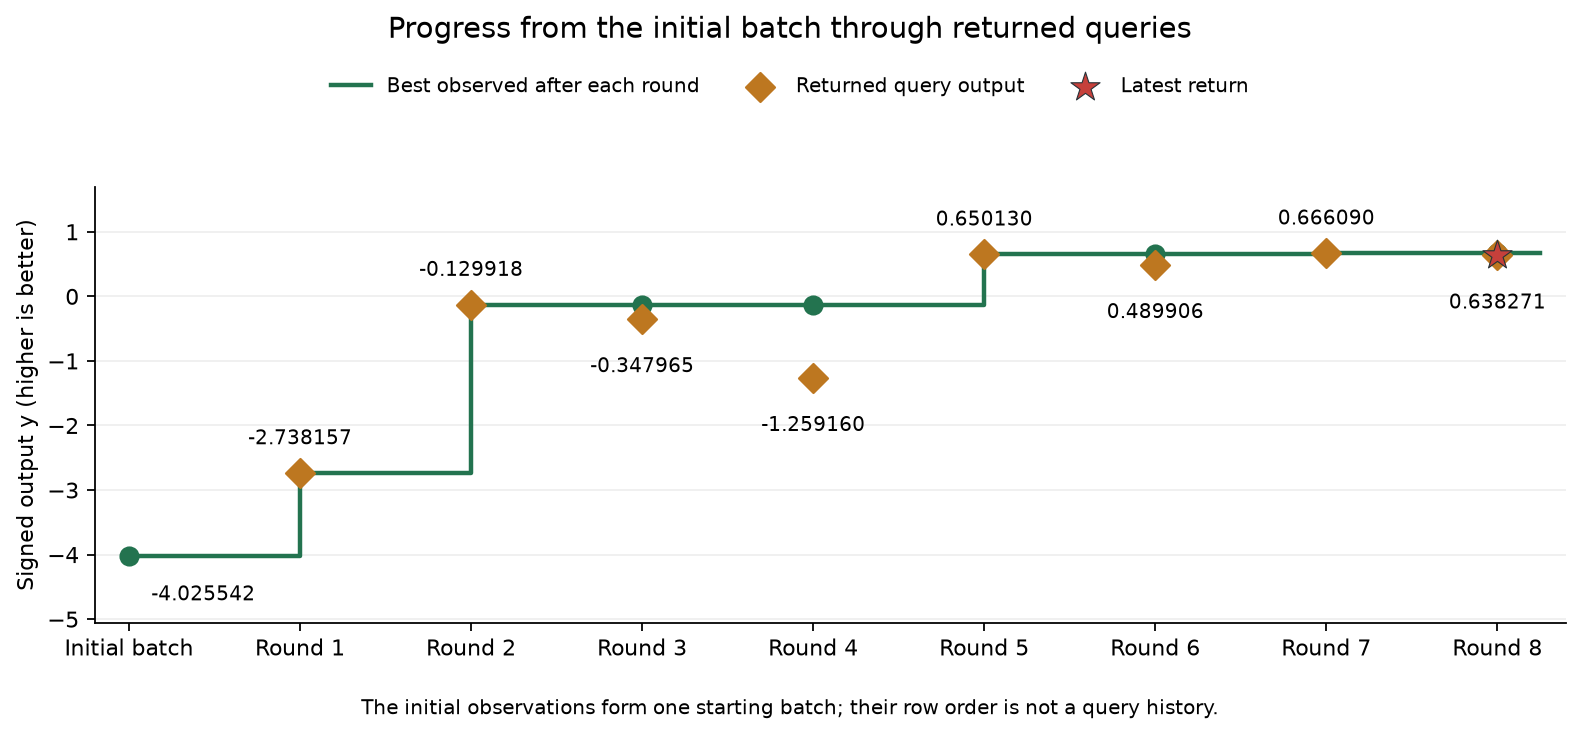 Progress from the initial batch through returned queries
Best observed after each round
Returned query output
Latest return
Signed output y (higher is better)
1
0
−1
−2
−3
−4
−5
-4.025542
-2.738157
-0.129918
-0.347965
-1.259160
0.650130
0.489906
0.666090
0.638271
Initial batch
Round 1
Round 2
Round 3
Round 4
Round 5
Round 6
Round 7
Round 8
The initial observations form one starting batch; their row order is not a query history.